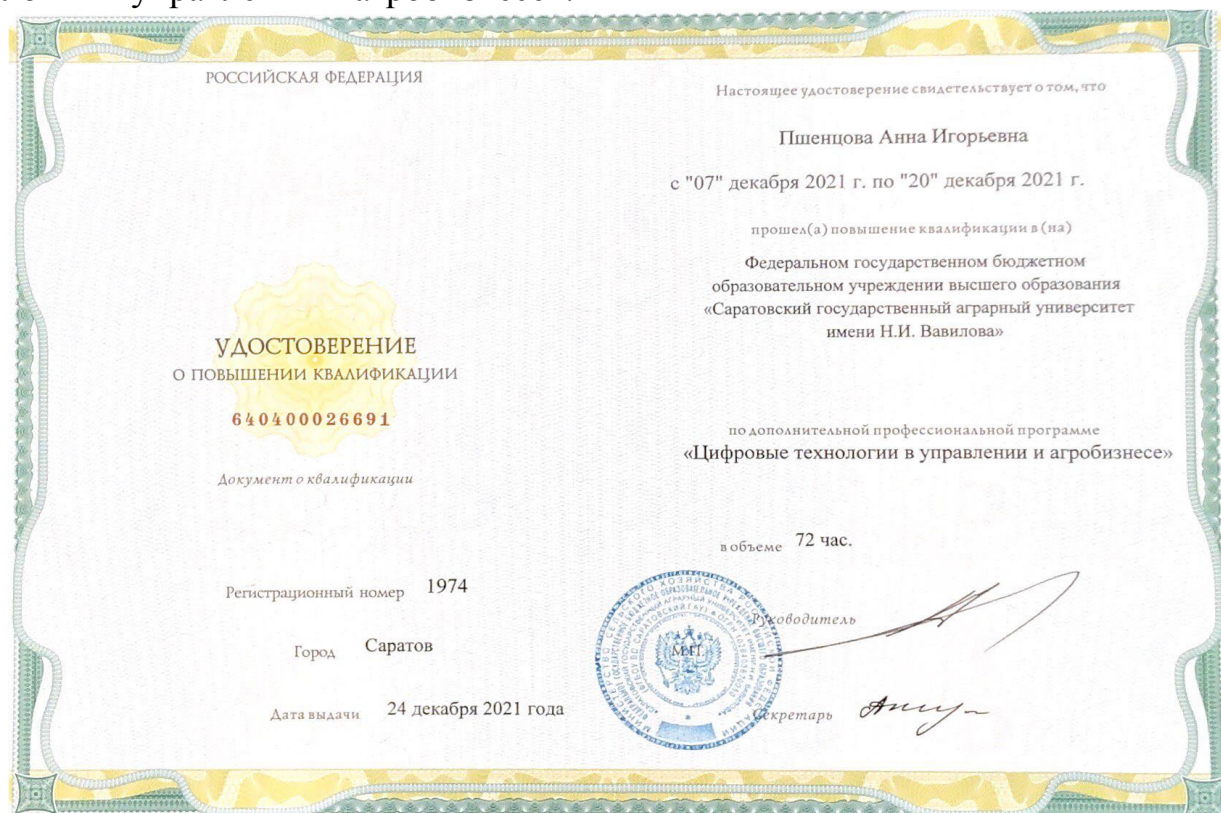 РОССИЙСКАЯ ФЕДЕРАЦИЯ
УДОСТОВЕРЕНИЕ
О ПОВЫШЕНИИ КВАЛИФИКАЦИИ
640400026691
Документ о квалификации
Регистрационный номер 1974
Город Саратов
Дата выдачи 24 декабря 2021 года
Настоящее удостоверение свидетельствует о том, что
Пшенцова Анна Игорьевна
с "07" декабря 2021 г. по "20" декабря 2021 г.
прошел(а) повышение квалификации в (на)
Федеральном государственном бюджетном
образовательном учреждении высшего образования
«Саратовский государственный аграрный университет
имени Н.И. Вавилова»
по дополнительной профессиональной программе
«Цифровые технологии в управлении и агробизнесе»
в объеме 72 час.
Руководитель
М.П.
Секретарь